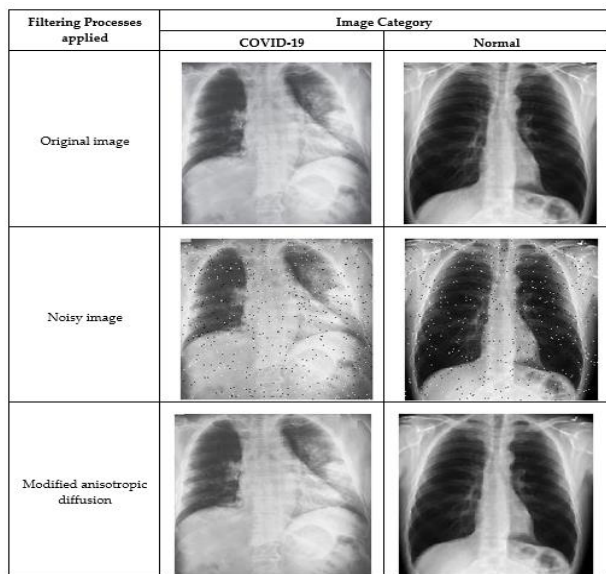 Filtering Processes
applied
Image Category
COVID-19
Normal
Original image
Noisy image
Modified anisotropic
diffusion